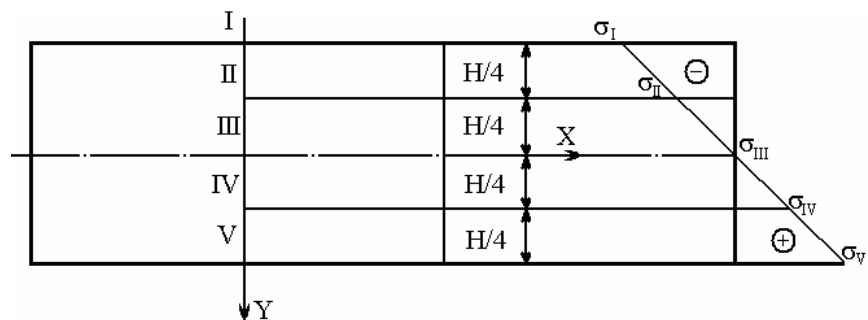 I
σI
II
H/4
σII
−
III
H/4
X
σIII
IV
H/4
σIV
V
H/4
+
σV
Y